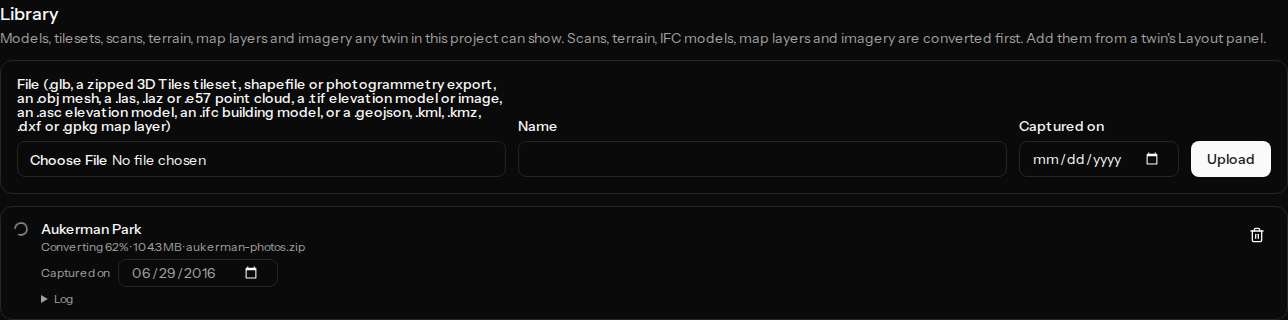 Library
Models, tilesets, scans, terrain, map layers and imagery any twin in this project can show. Scans, terrain, IFC models, map layers and imagery are converted first. Add them from a twin's Layout panel.
File (.glb, a zipped 3D Tiles tileset, shapefile or photogrammetry export,
an .obj mesh, a .las, .laz or .e57 point cloud, a .tif elevation model or image,
an .asc elevation model, an .ifc building model, or a .geojson, .kml, .kmz,
.dxf or .gpkg map layer)
Name
Captured on
Choose File No file chosen
mm/dd/yyyy
Upload
Aukerman Park
Converting 62% · 104.3 MB · aukerman-photos.zip
Captured on 06/29/2016
Log